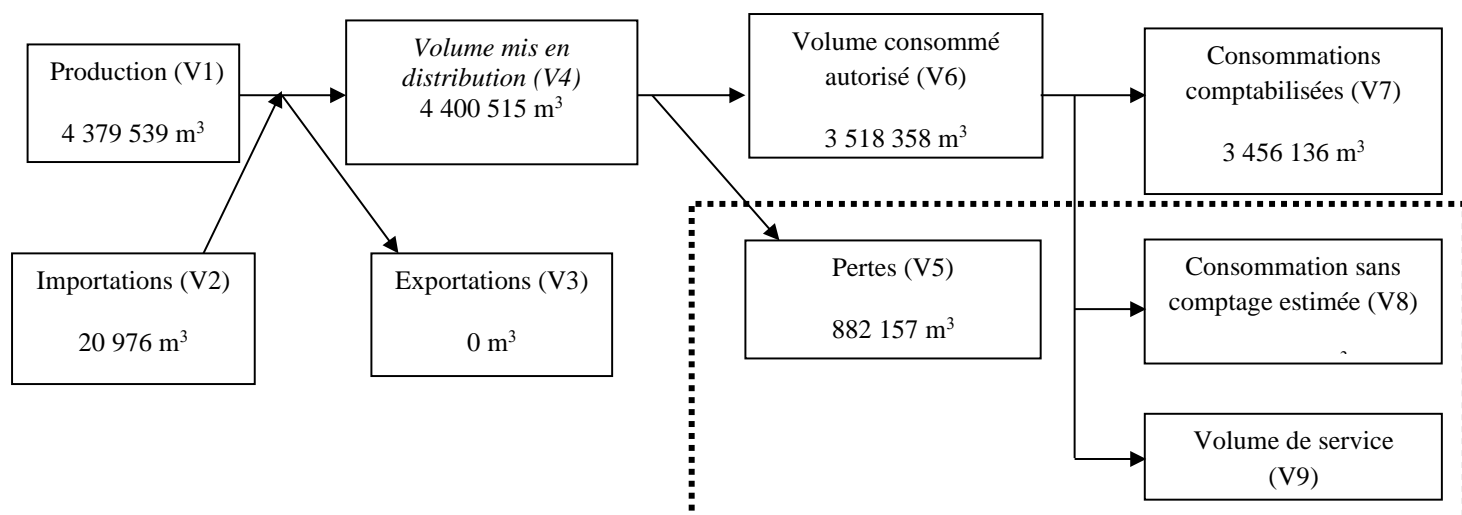 Production (V1)
4 379 539 m³
Volume mis en
distribution (V4)
4 400 515 m³
Volume consommé
autorisé (V6)
3 518 358 m³
Consommations
comptabilisées (V7)
3 456 136 m³
Importations (V2)
20 976 m³
Exportations (V3)
0 m³
Pertes (V5)
882 157 m³
Consommation sans
comptage estimée (V8)
Volume de service
(V9)